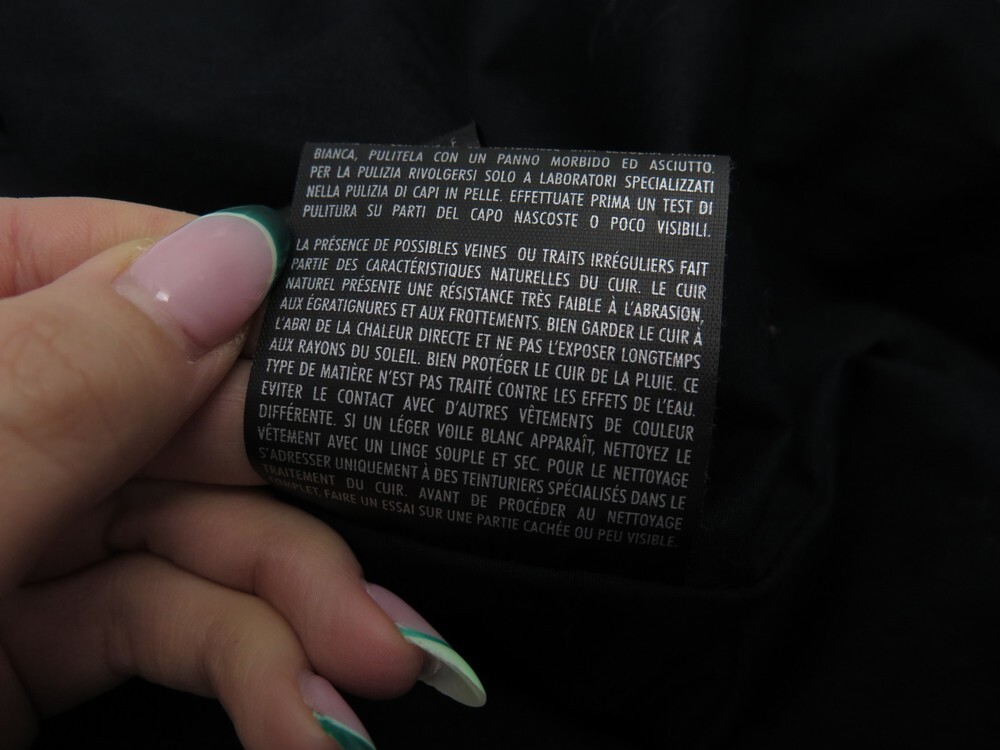 BIANCA, PULITELA CON UN PANNO MORBIDO ED ASCIUTTO.
PER LA PULIZIA RIVOLGERSI SOLO A LABORATORI SPECIALIZZATI
NELLA PULIZIA DI CAPI IN PELLE. EFFETTUATE PRIMA UN TEST DI
PULITURA SU PARTI DEL CAPO NASCOSTE O POCO VISIBILI.
LA PRÉSENCE DE POSSIBLES VEINES OU TRAITS IRRÉGULIERS FAIT
PARTIE DES CARACTÉRISTIQUES NATURELLES DU CUIR. LE CUIR
NATUREL PRÉSENTE UNE RÉSISTANCE TRÈS FAIBLE À L'ABRASION,
AUX ÉGRATIGNURES ET AUX FROTTEMENTS. BIEN GARDER LE CUIR À
L'ABRI DE LA CHALEUR DIRECTE ET NE PAS L'EXPOSER LONGTEMPS
AUX RAYONS DU SOLEIL. BIEN PROTÉGER LE CUIR DE LA PLUIE. CE
TYPE DE MATIÈRE N'EST PAS TRAITÉ CONTRE LES EFFETS DE L'EAU.
EVITER LE CONTACT AVEC D'AUTRES VÊTEMENTS DE COULEUR
DIFFÉRENTE. SI UN LÉGER VOILE BLANC APPARAÎT, NETTOYEZ LE
VÊTEMENT AVEC UN LINGE SOUPLE ET SEC. POUR LE NETTOYAGE
S'ADRESSER UNIQUEMENT À DES TEINTURIERS SPÉCIALISÉS DANS LE
TRAITEMENT DU CUIR. AVANT DE PROCÉDER AU NETTOYAGE
COMPLET, FAIRE UN ESSAI SUR UNE PARTIE CACHÉE OU PEU VISIBLE.